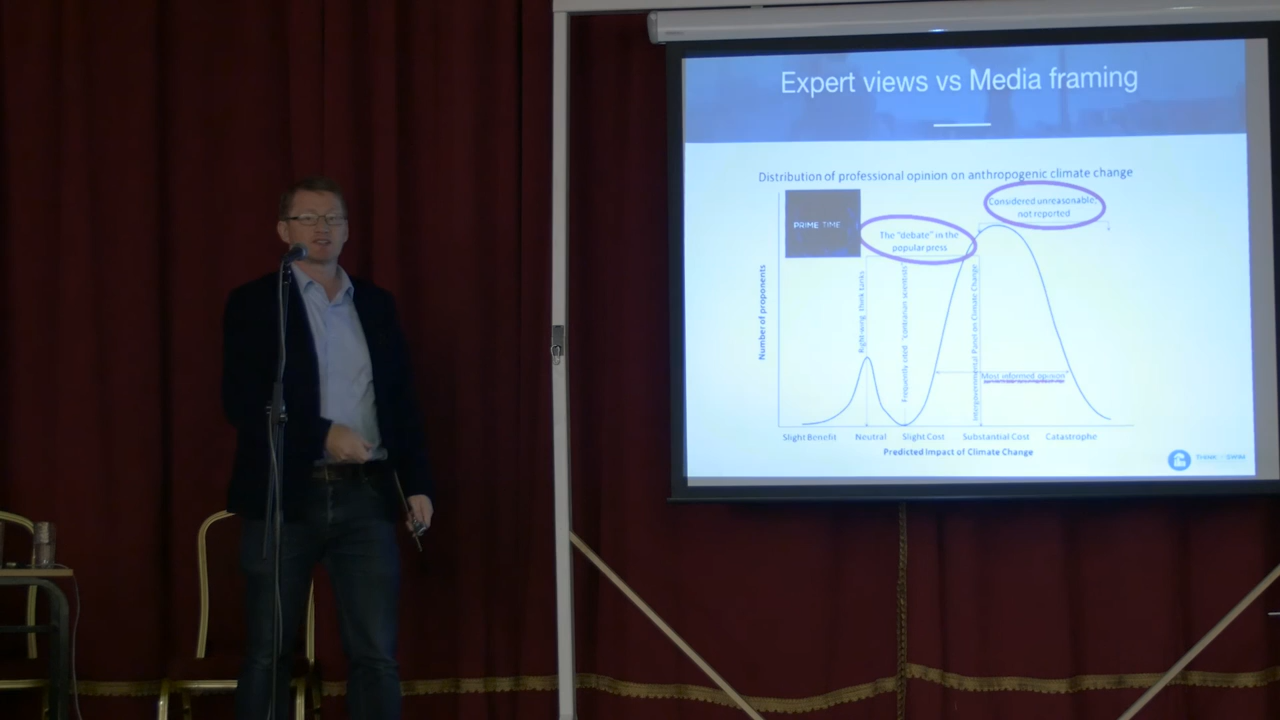 Expert views vs Media framing
Distribution of professional opinion on anthropogenic climate change
PRIME TIME
The "debate" in the
popular press
Considered unreasonable,
not reported
Number of proponents
Right-wing think tanks
Frequently cited "contrarian scientists"
Intergovernmental Panel on Climate Change
Most informed opinion
Slight Benefit Neutral Slight Cost Substantial Cost Catastrophe
Predicted Impact of Climate Change
THINK